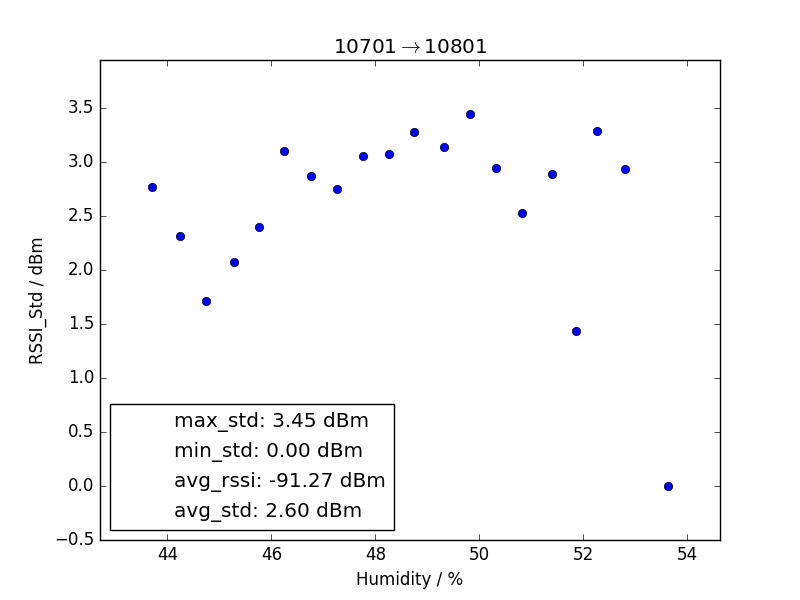 10701→10801
3.5
3.0
2.5
2.0
1.5
1.0
0.5
0.0
−0.5
RSSI_Std / dBm
max_std: 3.45 dBm
min_std: 0.00 dBm
avg_rssi: -91.27 dBm
avg_std: 2.60 dBm
44 46 48 50 52 54
Humidity / %